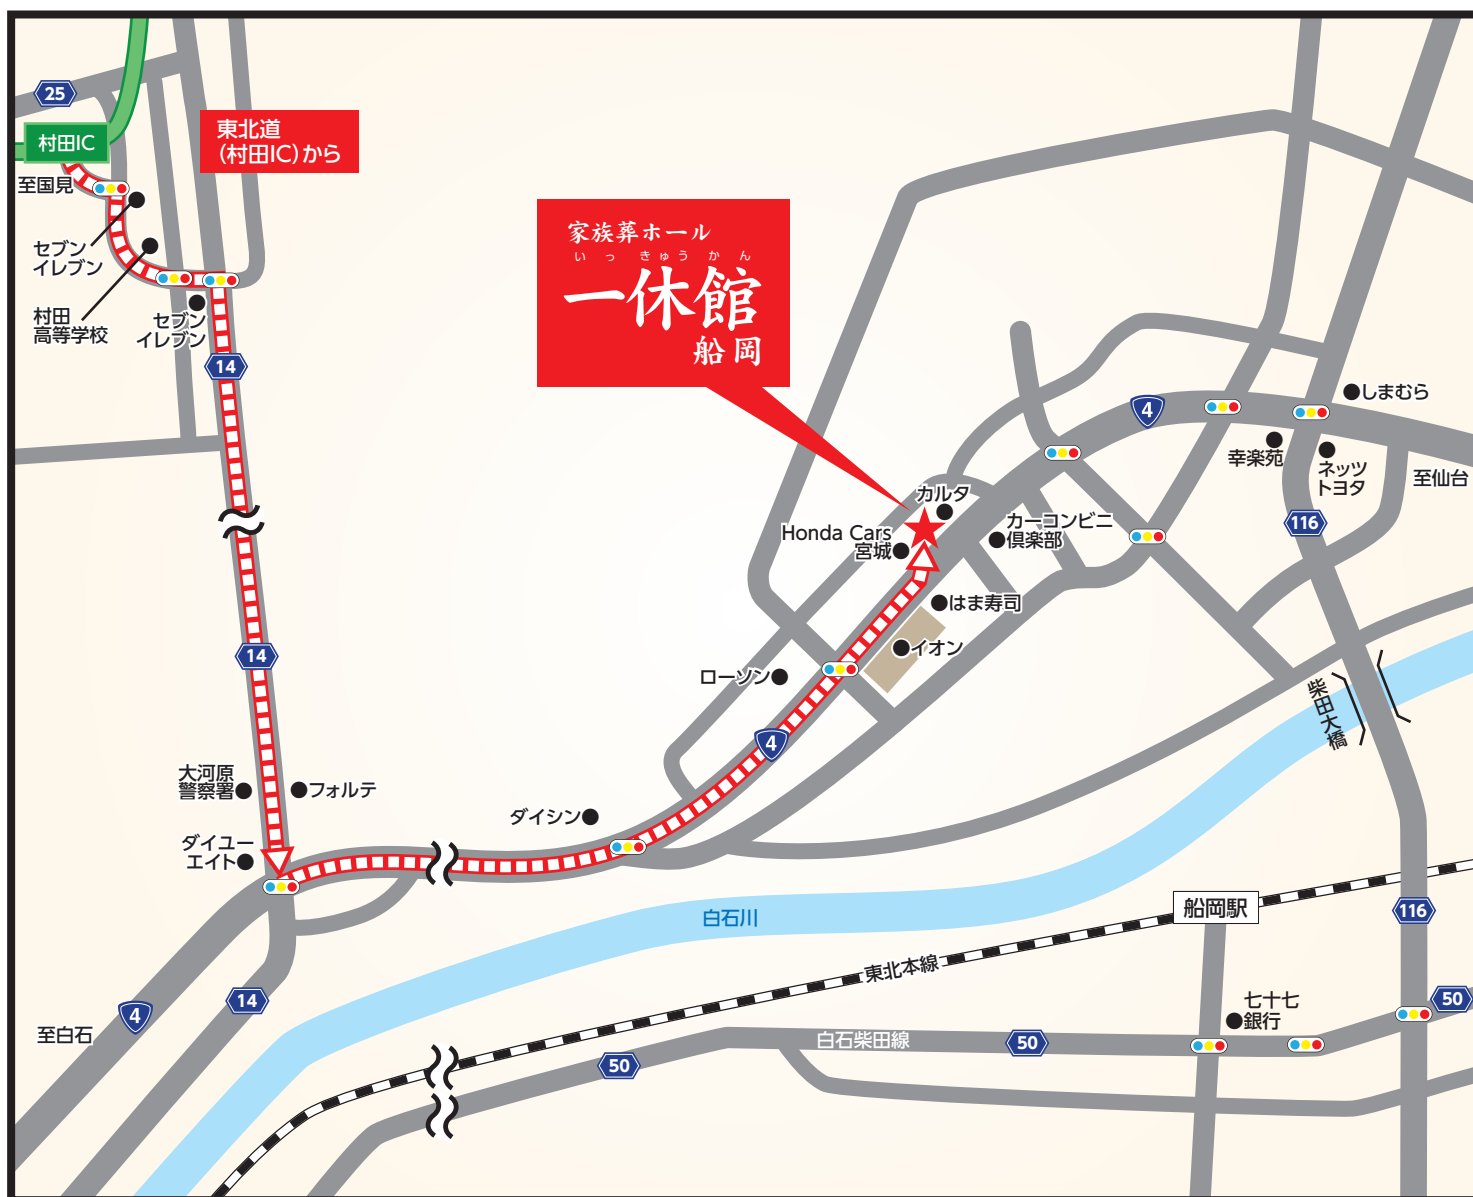 25
村田IC
東北道
（村田IC）から
至国見
セブン
イレブン
村田
高等学校
セブン
イレブン
14
家族葬ホール
いっきゅうかん
一休館
船岡
4
しまむら
幸楽苑
ネッツ
トヨタ
至仙台
116
カルタ
Honda Cars
宮城
カーコンビニ
倶楽部
はま寿司
イオン
ローソン
14
柴田大橋
4
大河原
警察署
フォルテ
ダイシン
ダイユー
エイト
白石川
船岡駅
116
東北本線
14
4
至白石
七十七
銀行
50
白石柴田線
50
50